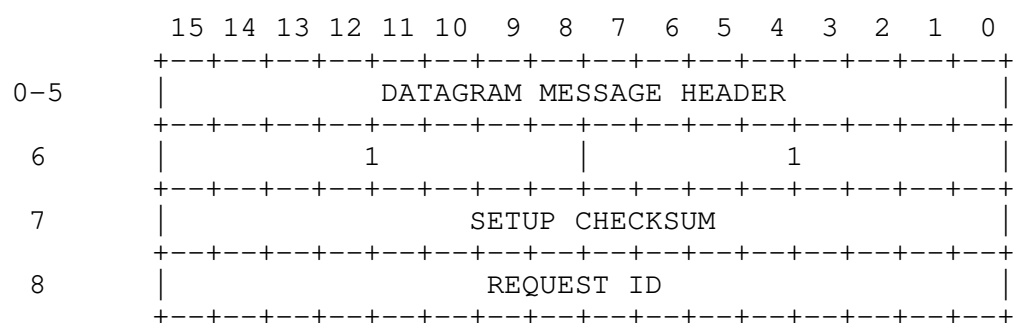 15 14 13 12 11 10 9 8 7 6 5 4 3 2 1 0
+--+--+--+--+--+--+--+--+--+--+--+--+--+--+--+--+
0-5 | DATAGRAM MESSAGE HEADER |
+--+--+--+--+--+--+--+--+--+--+--+--+--+--+--+--+
6 | 1 | 1 |
+--+--+--+--+--+--+--+--+--+--+--+--+--+--+--+--+
7 | SETUP CHECKSUM |
+--+--+--+--+--+--+--+--+--+--+--+--+--+--+--+--+
8 | REQUEST ID |
+--+--+--+--+--+--+--+--+--+--+--+--+--+--+--+--+